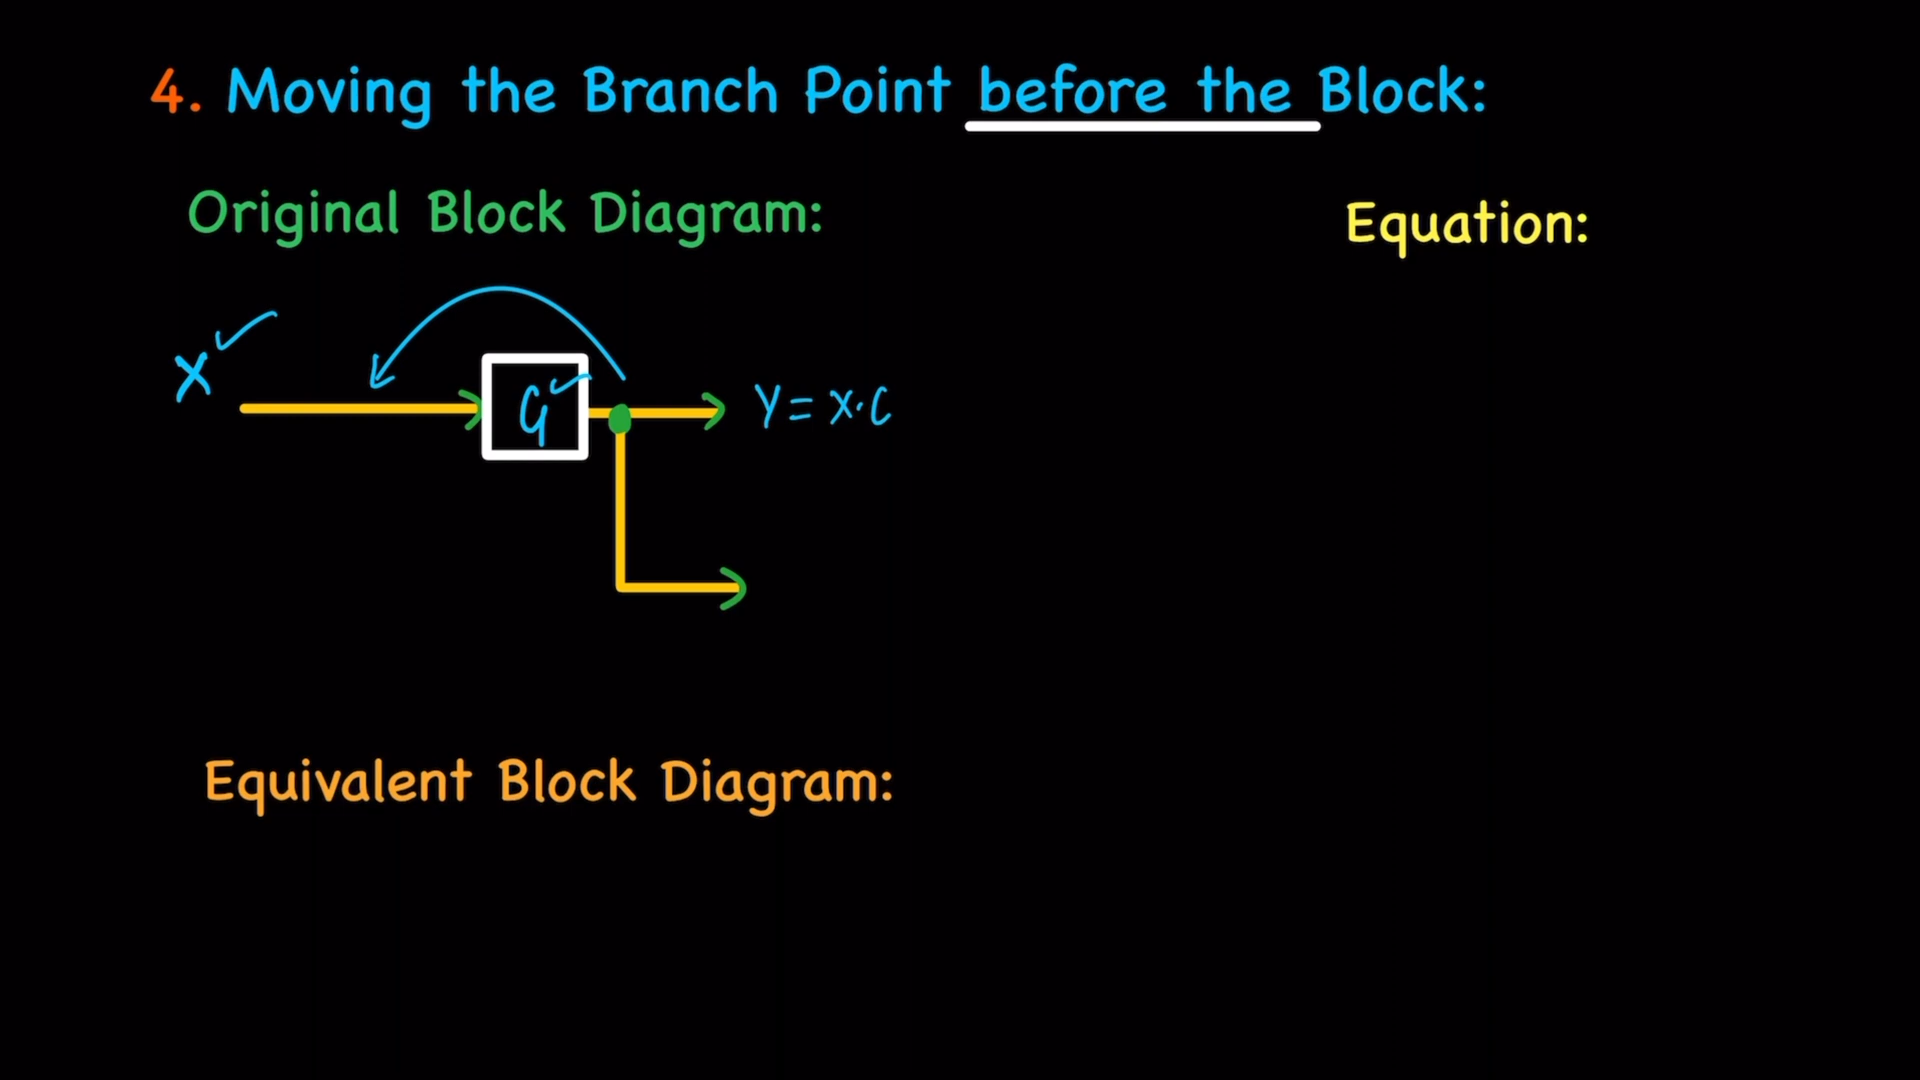 4. Moving the Branch Point before the Block:
Original Block Diagram:
Equation:
X
G
Y = X·C
Equivalent Block Diagram: